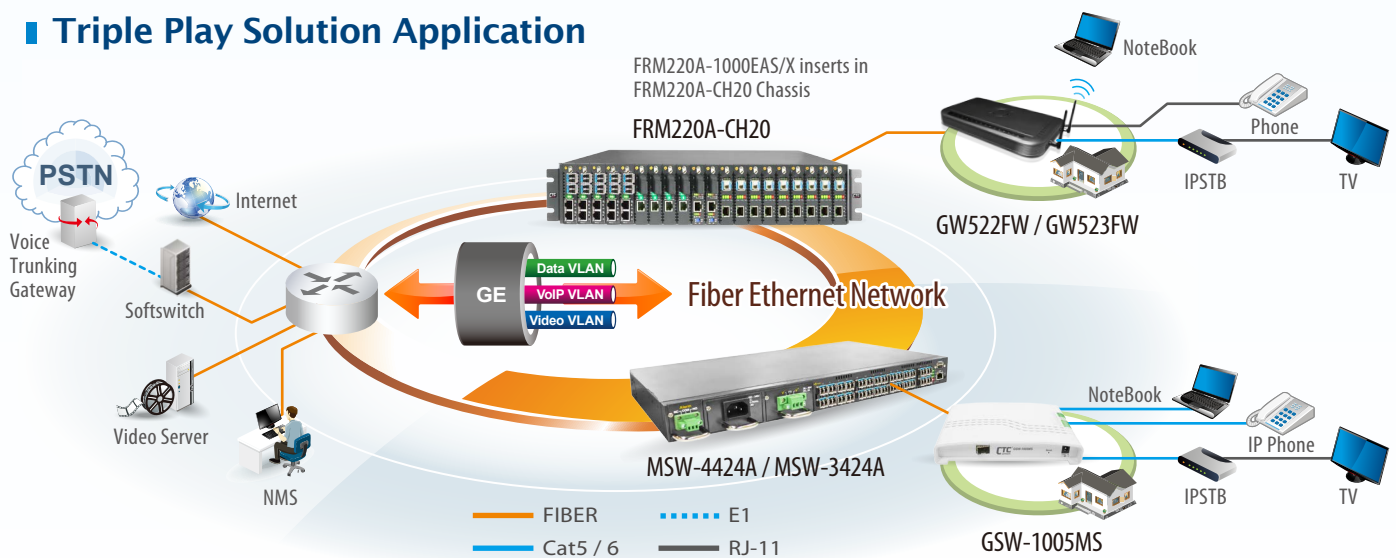 Triple Play Solution Application
FRM220A-1000EAS/X inserts in
FRM220A-CH20 Chassis
FRM220A-CH20
NoteBook
Phone
IPSTB
TV
GW522FW / GW523FW
PSTN
Internet
Voice
Trunking
Gateway
Softswitch
GE
Data VLAN
VoIP VLAN
Video VLAN
Fiber Ethernet Network
Video Server
NMS
MSW-4424A / MSW-3424A
NoteBook
IP Phone
CTC
IPSTB
TV
GSW-1005MS
FIBER
E1
Cat5 / 6
RJ-11